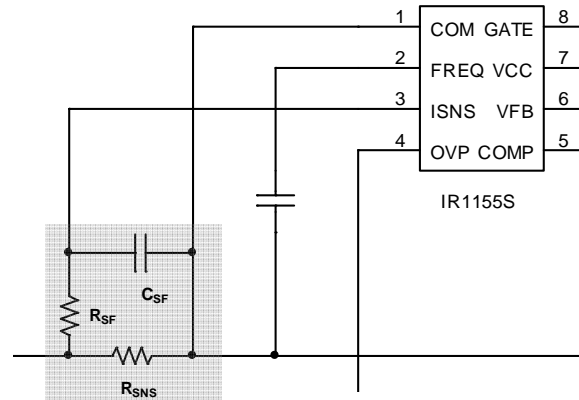 1 COM GATE 8
2 FREQ VCC 7
3 ISNS VFB 6
4 OVP COMP 5
IR1155S
CSF
RSF
RSNS